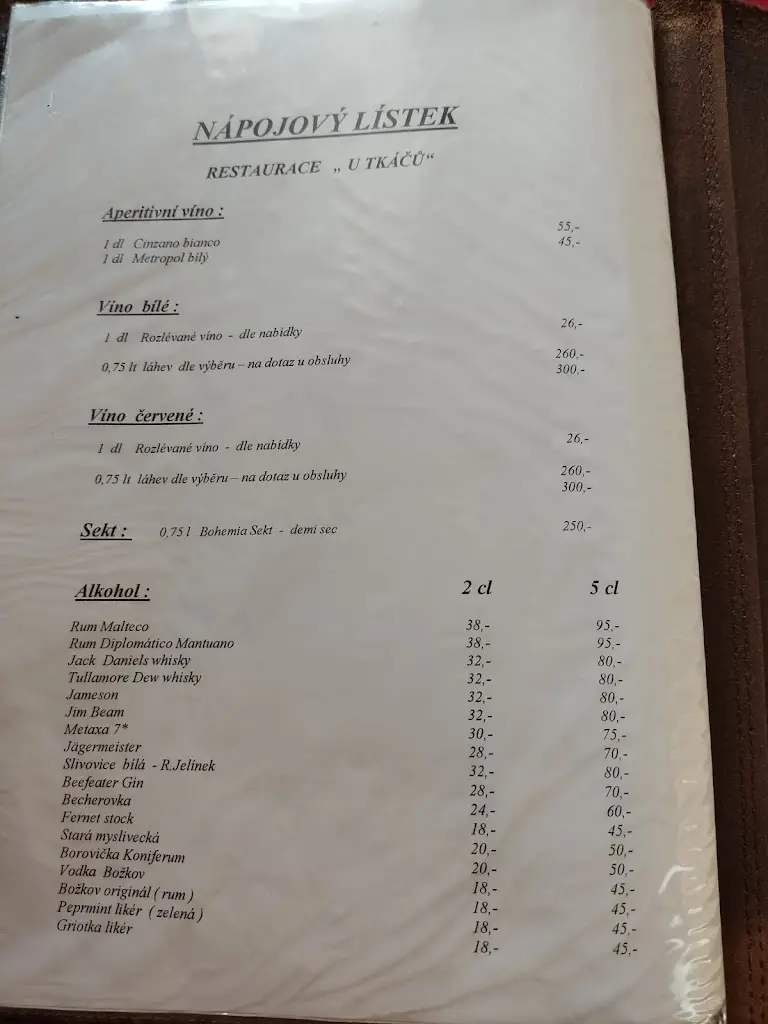 NÁPOJOVÝ LÍSTEK
RESTAURACE „ U TKÁČŮ“
Aperitivní víno :
1 dl Cinzano bianco 55,-
1 dl Metropol bílý 45,-
Víno bílé :
1 dl Rozlévané víno - dle nabídky 26,-
0,75 lt láhev dle výběru – na dotaz u obsluhy 260,-
300,-
Víno červené :
1 dl Rozlévané víno - dle nabídky 26,-
0,75 lt láhev dle výběru – na dotaz u obsluhy 260,-
300,-
Sekt : 0,75 l Bohemia Sekt - demi sec 250,-
Alkohol : 2 cl 5 cl
Rum Malteco 38,- 95,-
Rum Diplomático Mantuano 38,- 95,-
Jack Daniels whisky 32,- 80,-
Tullamore Dew whisky 32,- 80,-
Jameson 32,- 80,-
Jim Beam 32,- 80,-
Metaxa 7* 30,- 75,-
Jägermeister 28,- 70,-
Slivovice bílá - R.Jelínek 32,- 80,-
Beefeater Gin 28,- 70,-
Becherovka 24,- 60,-
Fernet stock 18,- 45,-
Stará myslivecká 20,- 50,-
Borovička Koniferum 20,- 50,-
Vodka Božkov 18,- 45,-
Božkov originál ( rum ) 18,- 45,-
Peprmint likér ( zelená ) 18,- 45,-
Griotka likér 18,- 45,-